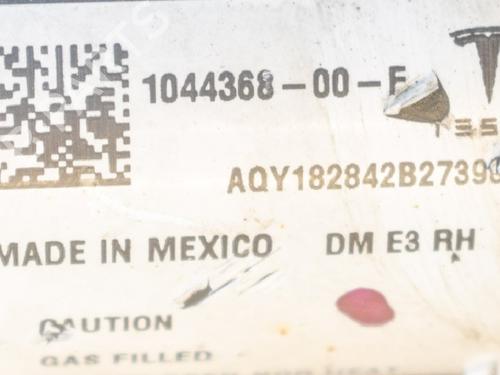 1044368-00-F
AQY182842B2739
MADE IN MEXICO DM E3 RH
CAUTION
GAS FILLED